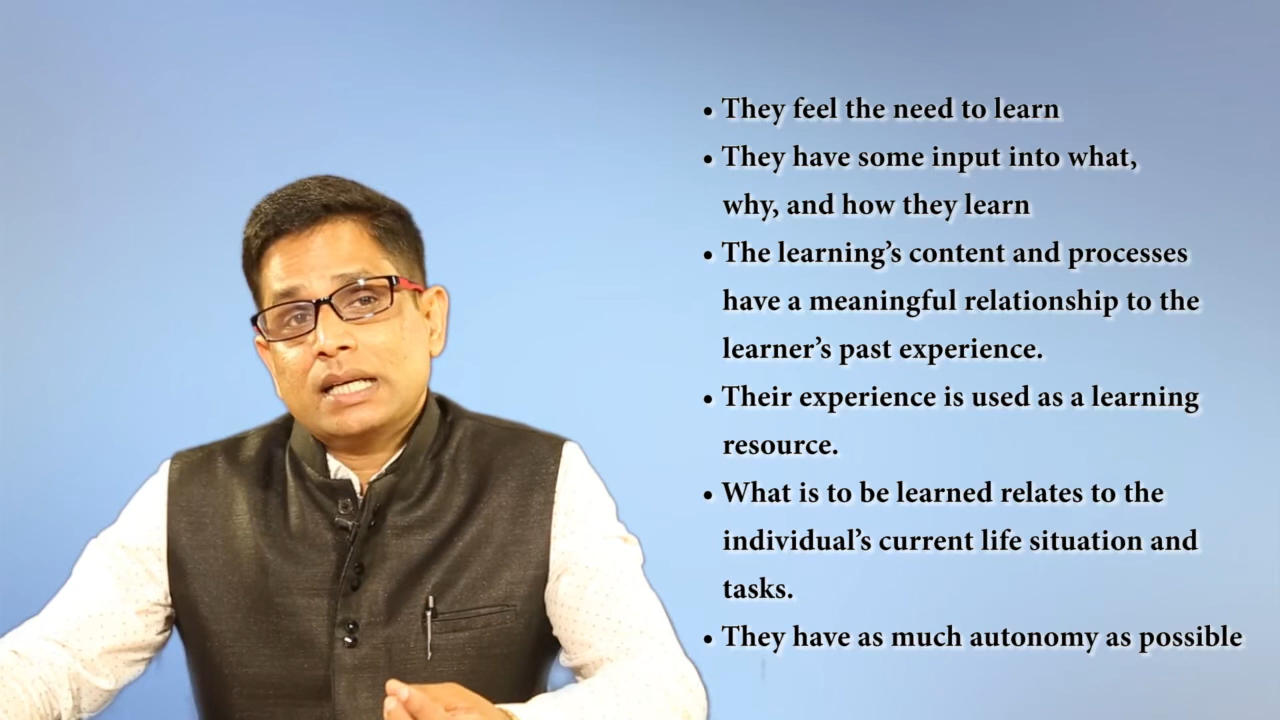 • They feel the need to learn
• They have some input into what,
why, and how they learn
• The learning’s content and processes
have a meaningful relationship to the
learner’s past experience.
• Their experience is used as a learning
resource.
• What is to be learned relates to the
individual’s current life situation and
tasks.
• They have as much autonomy as possible